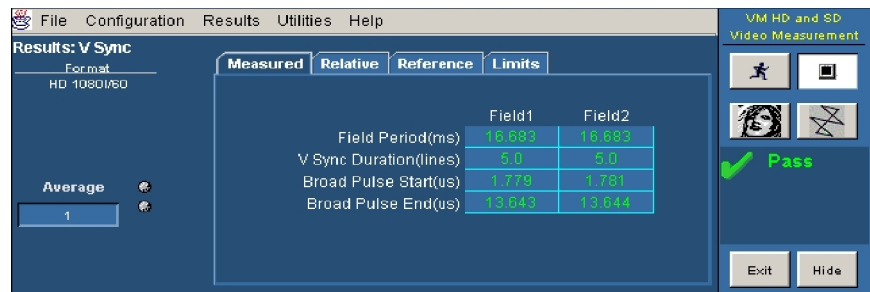 File Configuration Results Utilities Help
VM HD and SD
Video Measurement
Results: V Sync
Format
HD 1080I/60
Measured Relative Reference Limits
Field1 Field2
Field Period(ms) 16.683 16.683
V Sync Duration(lines) 5.0 5.0
Broad Pulse Start(us) 1.779 1.781
Broad Pulse End(us) 13.643 13.644
Average
1
Pass
Exit Hide